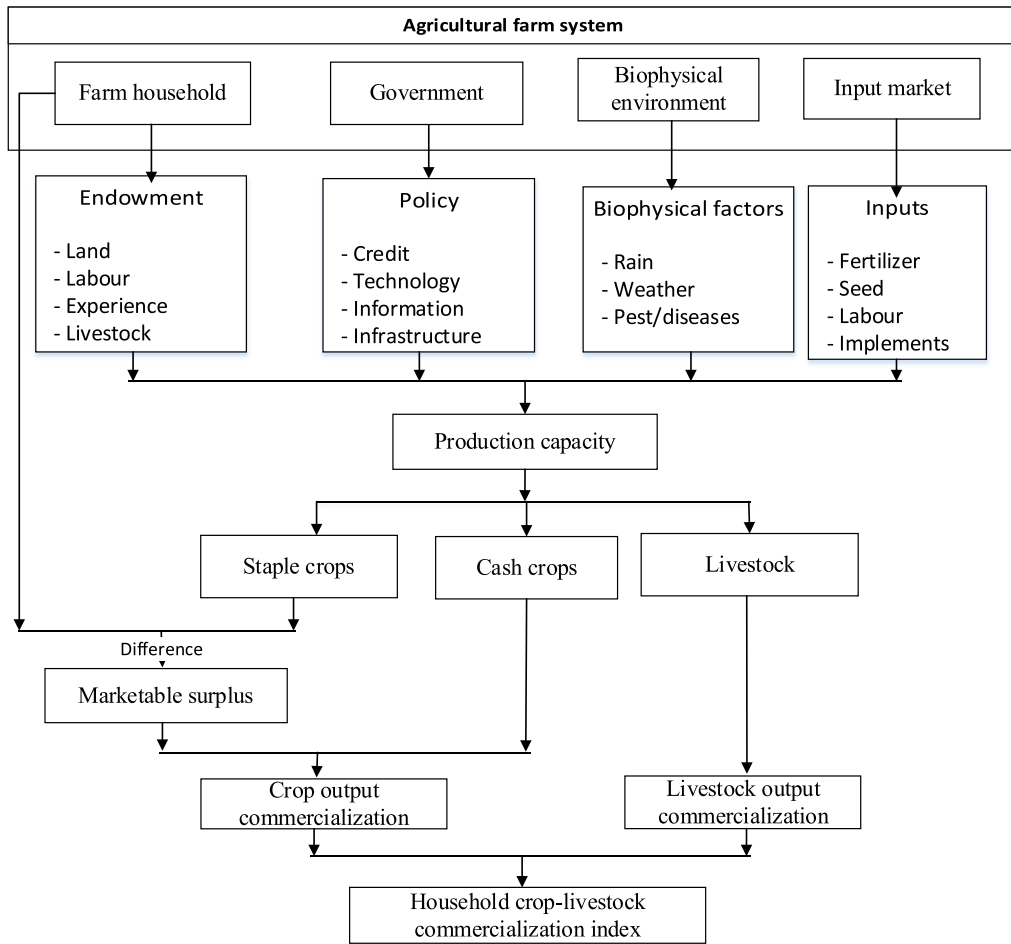 Agricultural farm system
Farm household
Government
Biophysical
environment
Input market
Endowment
- Land
- Labour
- Experience
- Livestock
Policy
- Credit
- Technology
- Information
- Infrastructure
Biophysical factors
- Rain
- Weather
- Pest/diseases
Inputs
- Fertilizer
- Seed
- Labour
- Implements
Production capacity
Staple crops
Cash crops
Livestock
Difference
Marketable surplus
Crop output
commercialization
Livestock output
commercialization
Household crop-livestock
commercialization index